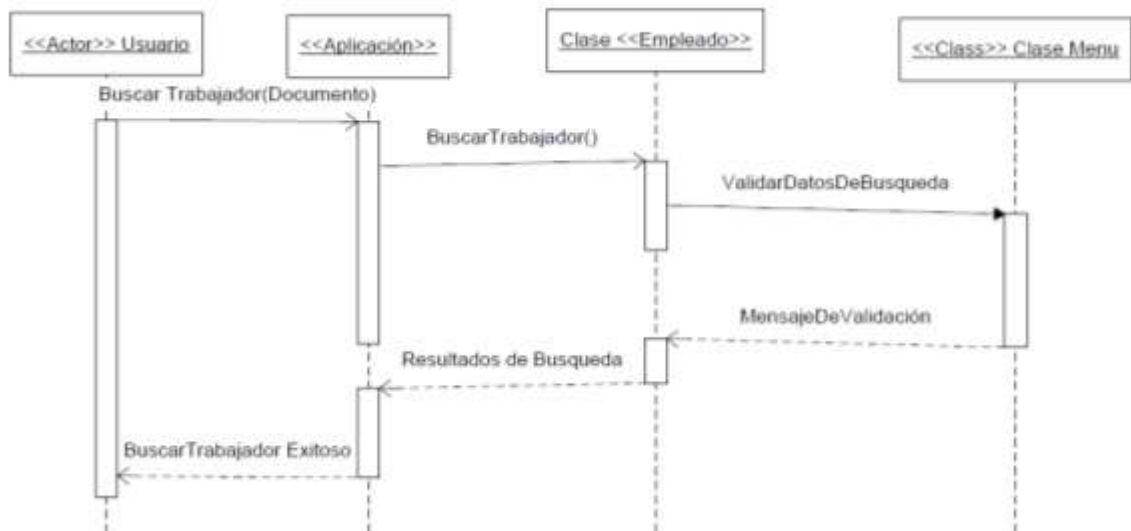 <<Actor>> Usuario
<<Aplicación>>
Clase <<Empleado>>
<<Class>> Clase Menu
Buscar Trabajador(Documento)
BuscarTrabajador()
ValidarDatosDeBusqueda
MensajeDeValidación
Resultados de Busqueda
BuscarTrabajador Exitoso